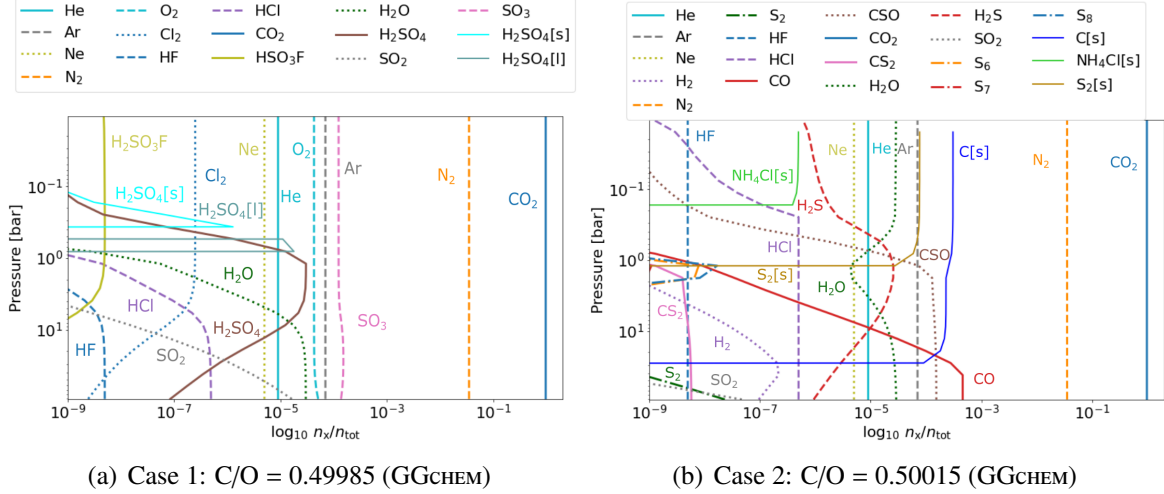 He O₂ HCl H₂O SO₃
Ar Cl₂ CO₂ H₂SO₄ H₂SO₄[s]
Ne HF HSO₃F SO₂ H₂SO₄[l]
N₂
He S₂ CSO H₂S S₈
Ar HF CO₂ SO₂ C[s]
Ne HCl CS₂ S₆ NH₄Cl[s]
H₂ CO H₂O S₇ S₂[s]
N₂
H₂SO₃F
Cl₂
Ne
He
O₂
Ar
N₂
CO₂
H₂SO₄[s]
H₂SO₄[l]
H₂O
HCl
H₂SO₄
SO₃
HF
SO₂
Pressure [bar]
10⁻¹
10⁰
10¹
10⁻⁹ 10⁻⁷ 10⁻⁵ 10⁻³ 10⁻¹
log₁₀ nₓ/nₜₒₜ
HF
NH₄Cl[s]
H₂S
Ne
He
Ar
C[s]
N₂
CO₂
HCl
CSO
S₂[s]
H₂O
CS₂
H₂
S₂
SO₂
CO
Pressure [bar]
10⁻¹
10⁰
10¹
10⁻⁹ 10⁻⁷ 10⁻⁵ 10⁻³ 10⁻¹
log₁₀ nₓ/nₜₒₜ
(a) Case 1: C/O = 0.49985 (GGCHEM)
(b) Case 2: C/O = 0.50015 (GGCHEM)